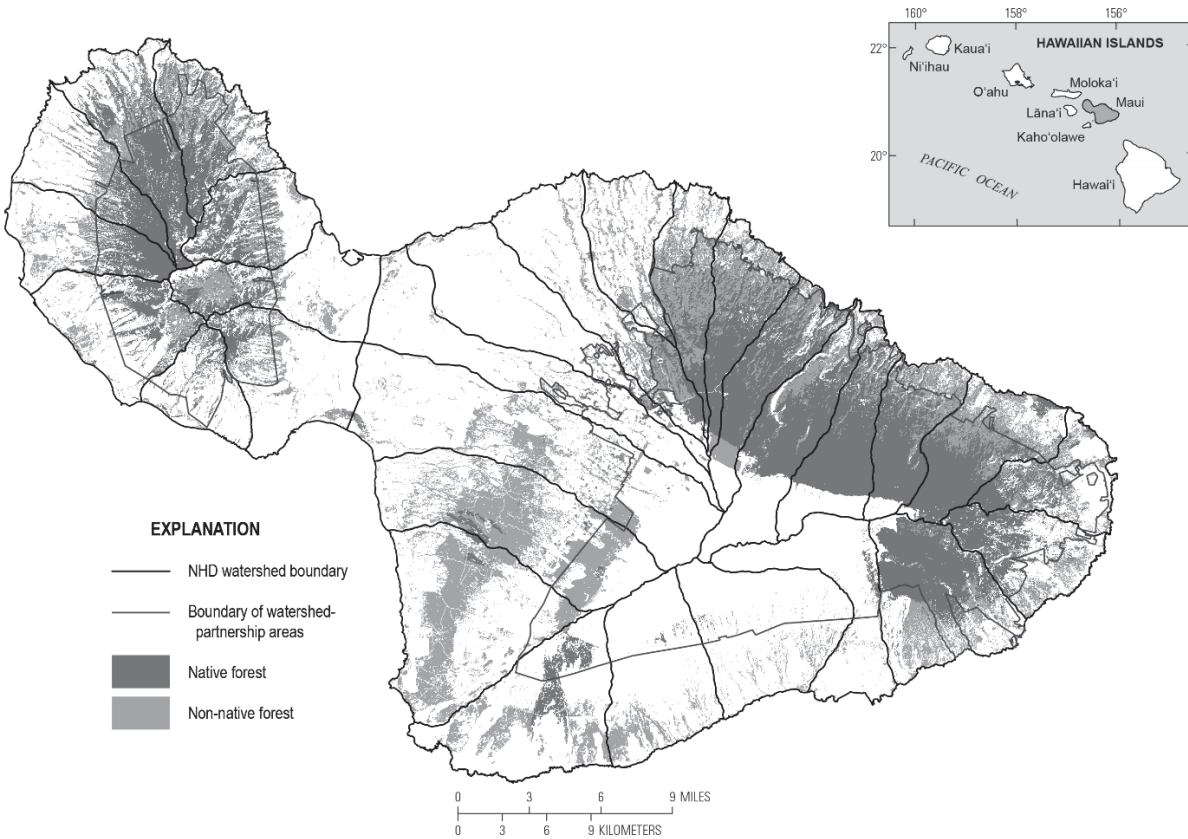 160°
158°
156°
22°
20°
HAWAIIAN ISLANDS
Kaua‘i
Ni‘ihau
O‘ahu
Moloka‘i
Maui
Lāna‘i
Kaho‘olawe
Hawai‘i
PACIFIC OCEAN
EXPLANATION
NHD watershed boundary
Boundary of watershed-
partnership areas
Native forest
Non-native forest
0 3 6 9 MILES
0 3 6 9 KILOMETERS